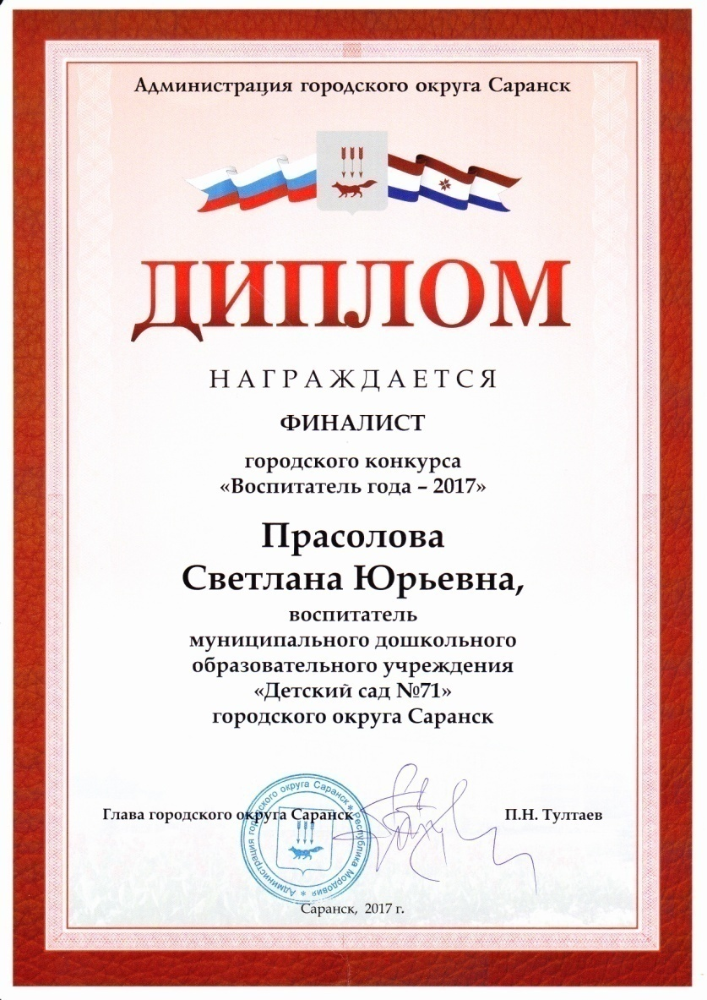 Администрация городского округа Саранск
ДИПЛОМ
НАГРАЖДАЕТСЯ
ФИНАЛИСТ
городского конкурса
«Воспитатель года – 2017»
Прасолова
Светлана Юрьевна,
воспитатель
муниципального дошкольного
образовательного учреждения
«Детский сад №71»
городского округа Саранск
Глава городского округа Саранск
П.Н. Тултаев
Администрация городского округа Саранск * Республика Мордовия *
Саранск, 2017 г.